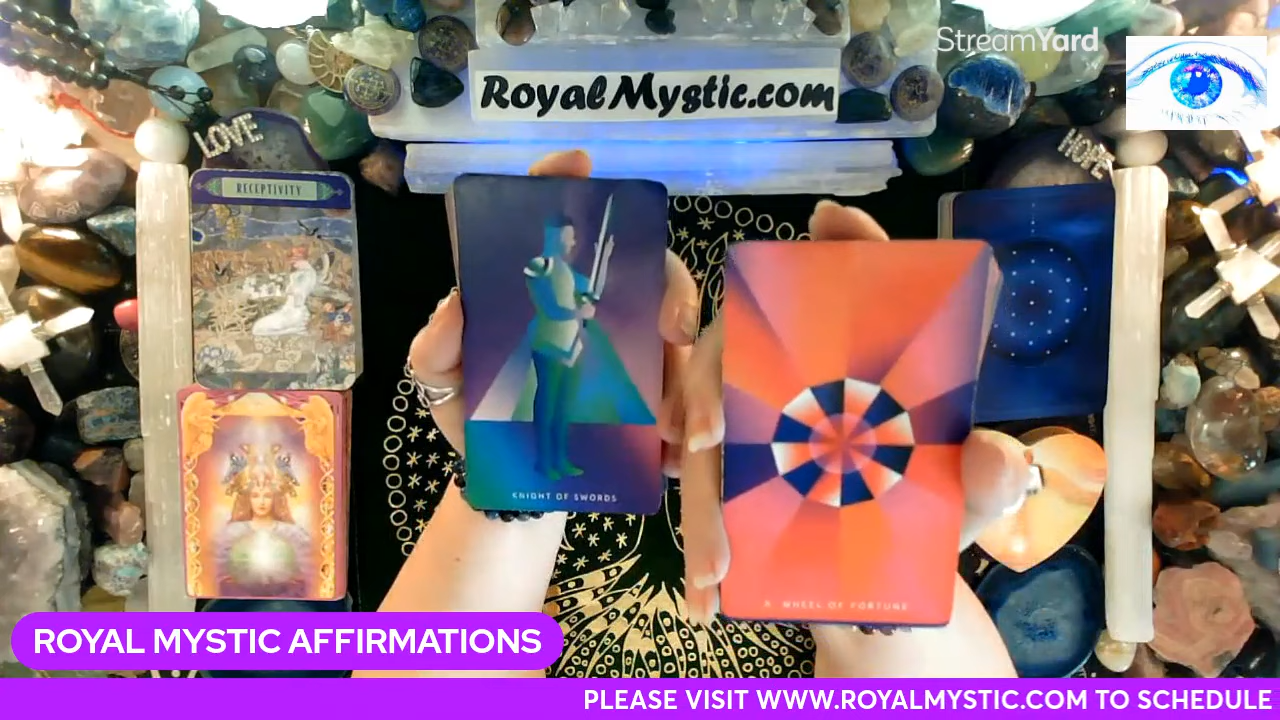 StreamYard
RoyalMystic.com
LOVE
HOPE
RECEPTIVITY
KNIGHT OF SWORDS
X. WHEEL OF FORTUNE
ROYAL MYSTIC AFFIRMATIONS
PLEASE VISIT WWW.ROYALMYSTIC.COM TO SCHEDULE